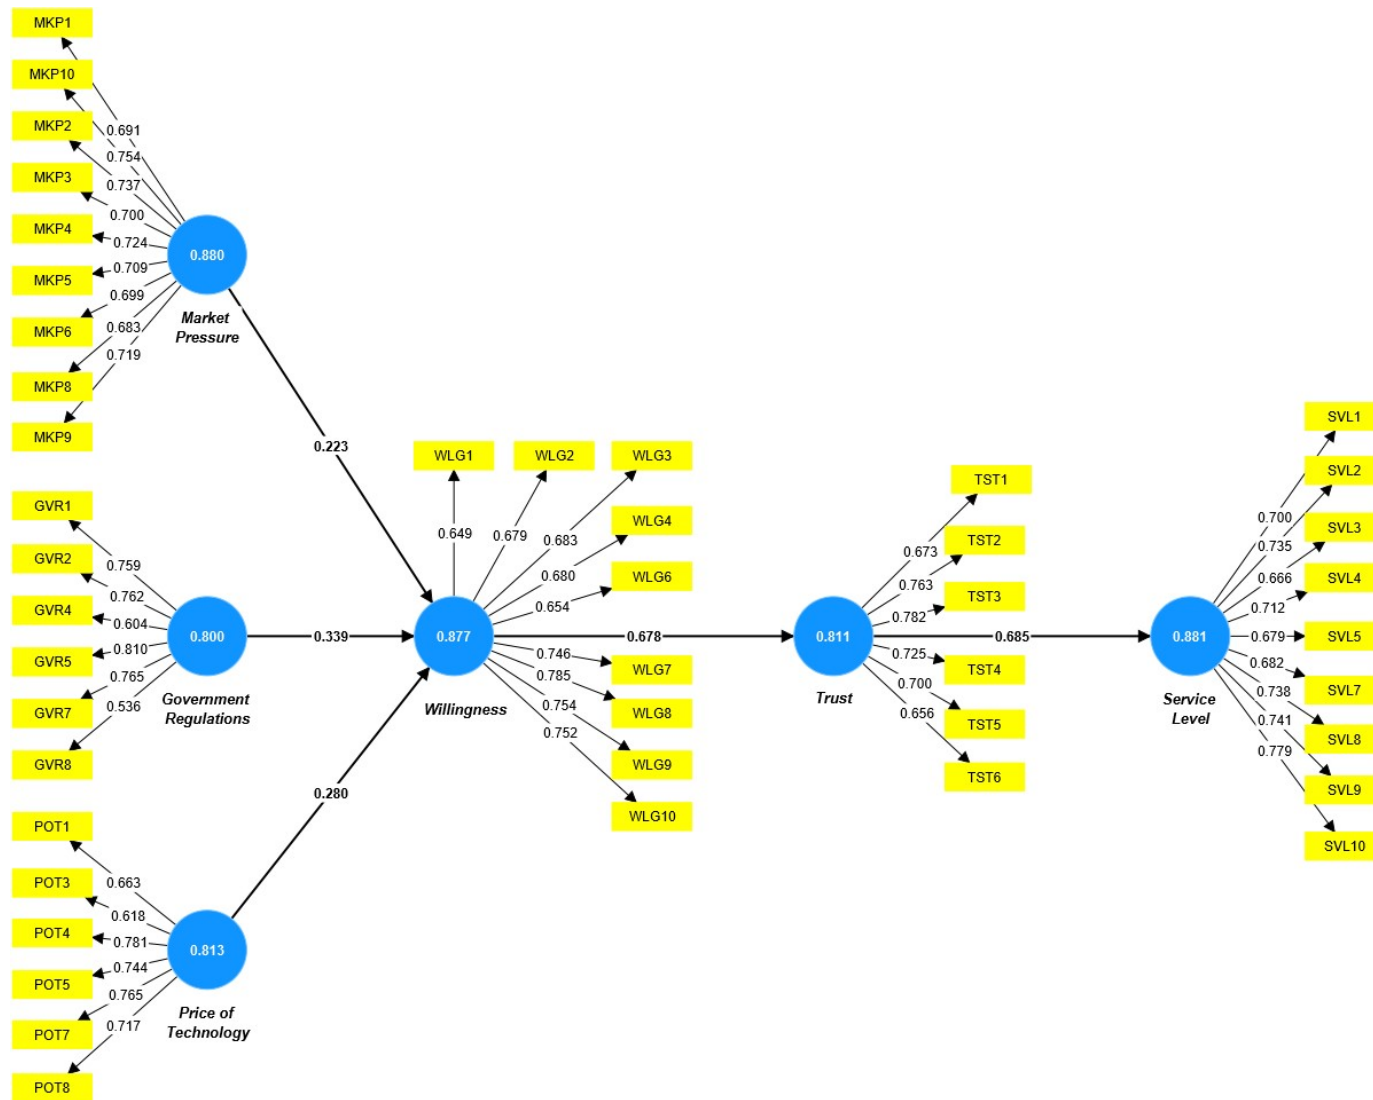 MKP1
MKP10
MKP2
MKP3
MKP4
MKP5
MKP6
MKP8
MKP9
0.691
0.754
0.737
0.700
0.724
0.709
0.699
0.683
0.719
0.880
Market
Pressure
0.223
GVR1
GVR2
GVR4
GVR5
GVR7
GVR8
0.759
0.762
0.604
0.810
0.765
0.536
0.800
Government
Regulations
0.339
POT1
POT3
POT4
POT5
POT7
POT8
0.663
0.618
0.781
0.744
0.765
0.717
0.813
Price of
Technology
0.280
WLG1
WLG2
WLG3
WLG4
WLG6
WLG7
WLG8
WLG9
WLG10
0.649
0.679
0.683
0.680
0.654
0.746
0.785
0.754
0.752
0.877
Willingness
0.678
TST1
TST2
TST3
TST4
TST5
TST6
0.673
0.763
0.782
0.725
0.700
0.656
0.811
Trust
0.685
SVL1
SVL2
SVL3
SVL4
SVL5
SVL7
SVL8
SVL9
SVL10
0.700
0.735
0.666
0.712
0.679
0.682
0.738
0.741
0.779
0.881
Service
Level